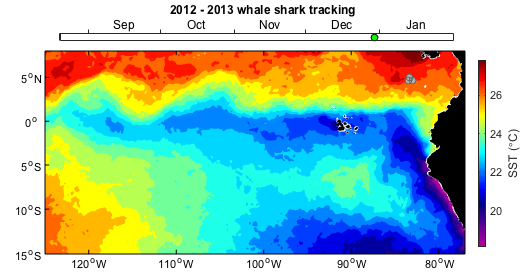 2012 - 2013 whale shark tracking
Sep Oct Nov Dec Jan
5°N
0°
5°S
10°S
15°S
120°W 110°W 100°W 90°W 80°W
26
24
22
20
SST (°C)